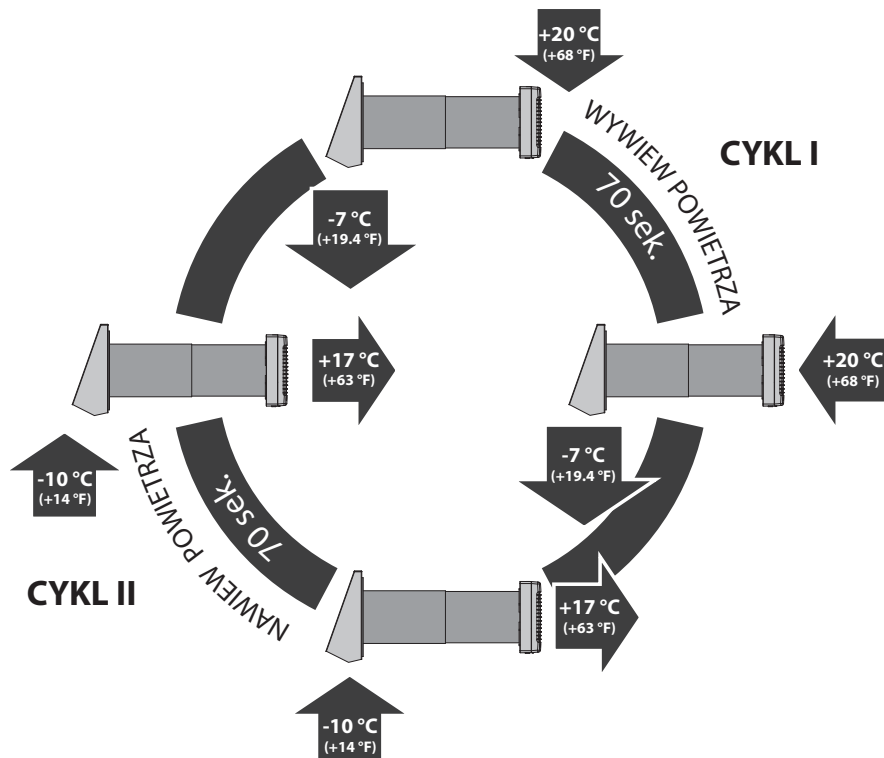 +20 °C
(+68 °F)
WYWIEW POWIETRZA
CYKL I
70 sek.
-7 °C
(+19.4 °F)
+17 °C
(+63 °F)
+20 °C
(+68 °F)
-10 °C
(+14 °F)
-7 °C
(+19.4 °F)
NAWIEW POWIETRZA
70 sek.
CYKL II
+17 °C
(+63 °F)
-10 °C
(+14 °F)